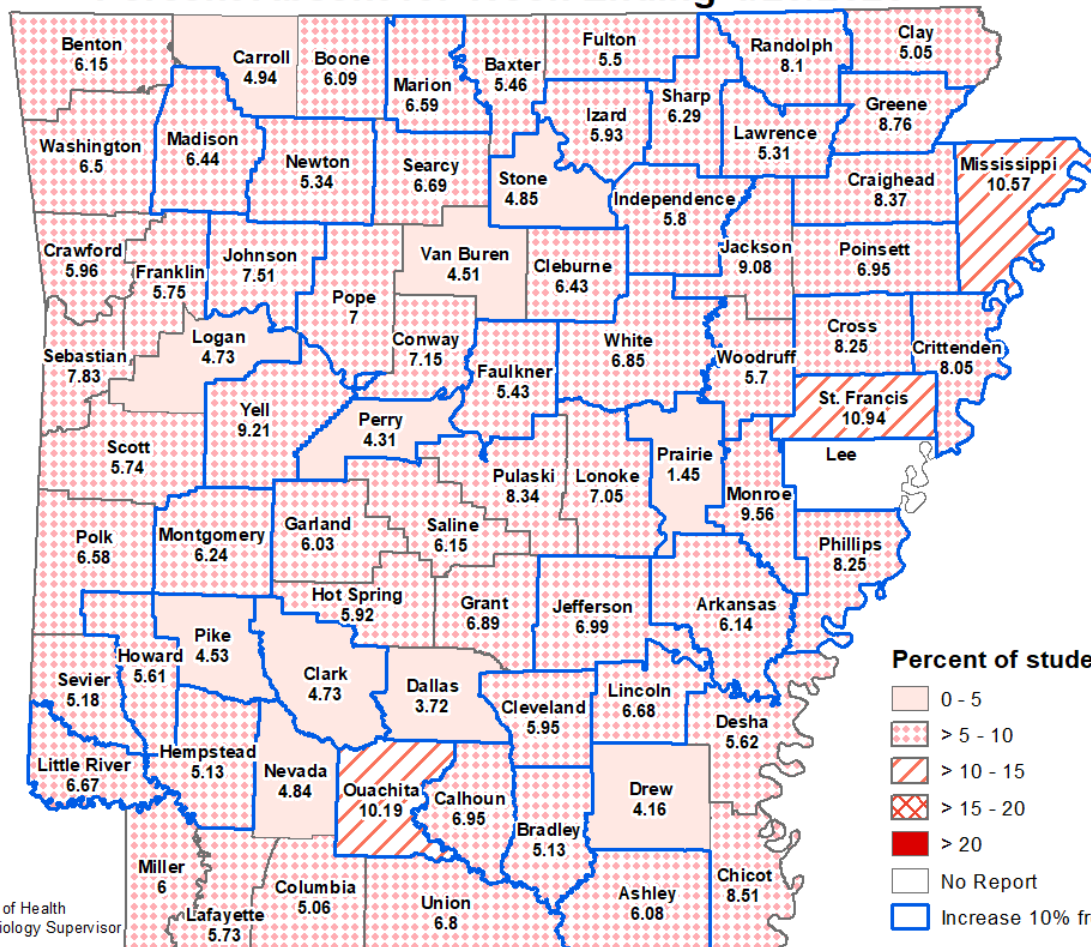 Benton
6.15
Carroll
4.94
Boone
6.09
Marion
6.59
Baxter
5.46
Fulton
5.5
Randolph
8.1
Clay
5.05
Sharp
6.29
Izard
5.93
Greene
8.76
Lawrence
5.31
Washington
6.5
Madison
6.44
Newton
5.34
Searcy
6.69
Stone
4.85
Independence
5.8
Craighead
8.37
Mississippi
10.57
Crawford
5.96
Franklin
5.75
Johnson
7.51
Pope
7
Van Buren
4.51
Cleburne
6.43
Jackson
9.08
Poinsett
6.95
Sebastian
7.83
Logan
4.73
Conway
7.15
Faulkner
5.43
White
6.85
Woodruff
5.7
Cross
8.25
Crittenden
8.05
Yell
9.21
Perry
4.31
St. Francis
10.94
Scott
5.74
Pulaski
8.34
Lonoke
7.05
Prairie
1.45
Lee
Monroe
9.56
Polk
6.58
Montgomery
6.24
Garland
6.03
Saline
6.15
Phillips
8.25
Hot Spring
5.92
Grant
6.89
Jefferson
6.99
Arkansas
6.14
Pike
4.53
Howard
5.61
Sevier
5.18
Clark
4.73
Dallas
3.72
Cleveland
5.95
Lincoln
6.68
Desha
5.62
Little River
6.67
Hempstead
5.13
Nevada
4.84
Ouachita
10.19
Calhoun
6.95
Bradley
5.13
Drew
4.16
Miller
6
Lafayette
5.73
Columbia
5.06
Union
6.8
Ashley
6.08
Chicot
8.51
Percent of stude
0 - 5
> 5 - 10
> 10 - 15
> 15 - 20
> 20
No Report
Increase 10% fr
of Health
iology Supervisor